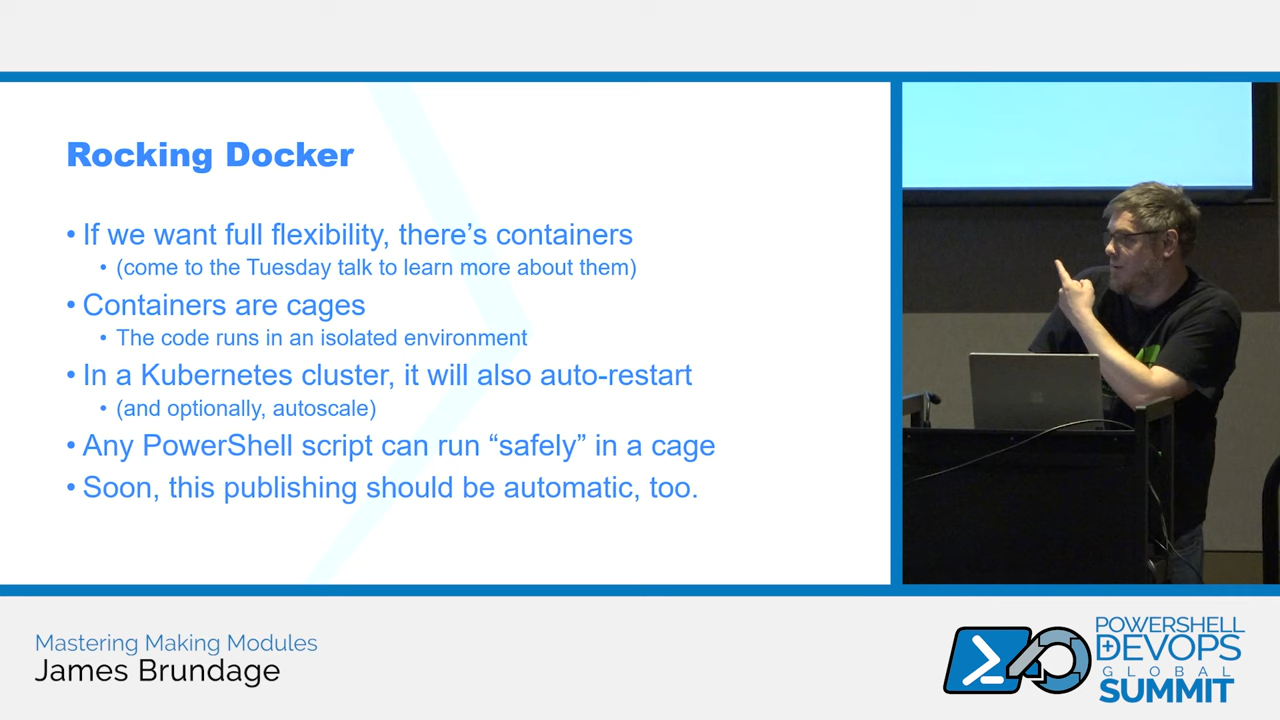 Rocking Docker
• If we want full flexibility, there’s containers
• (come to the Tuesday talk to learn more about them)
• Containers are cages
• The code runs in an isolated environment
• In a Kubernetes cluster, it will also auto-restart
• (and optionally, autoscale)
• Any PowerShell script can run “safely” in a cage
• Soon, this publishing should be automatic, too.
Mastering Making Modules
James Brundage
POWERSHELL
DEVOPS
GLOBAL
SUMMIT